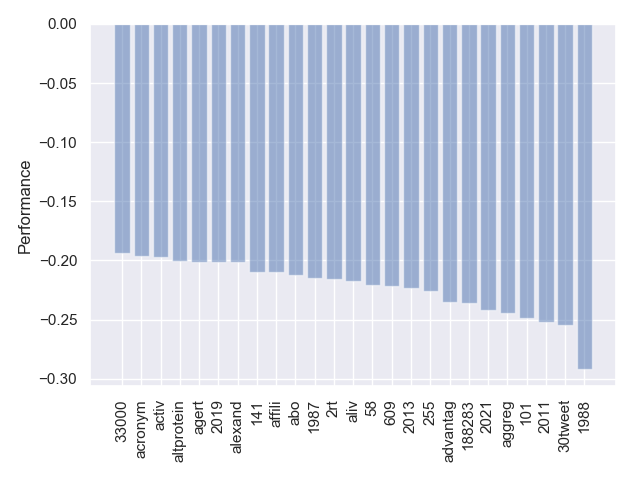 0.00
−0.05
−0.10
−0.15
−0.20
−0.25
−0.30
Performance
33000
acronym
activ
altprotein
agert
2019
alexand
141
affili
abo
1987
2rt
aliv
58
609
2013
255
advantag
188283
2021
aggreg
101
2011
30tweet
1988